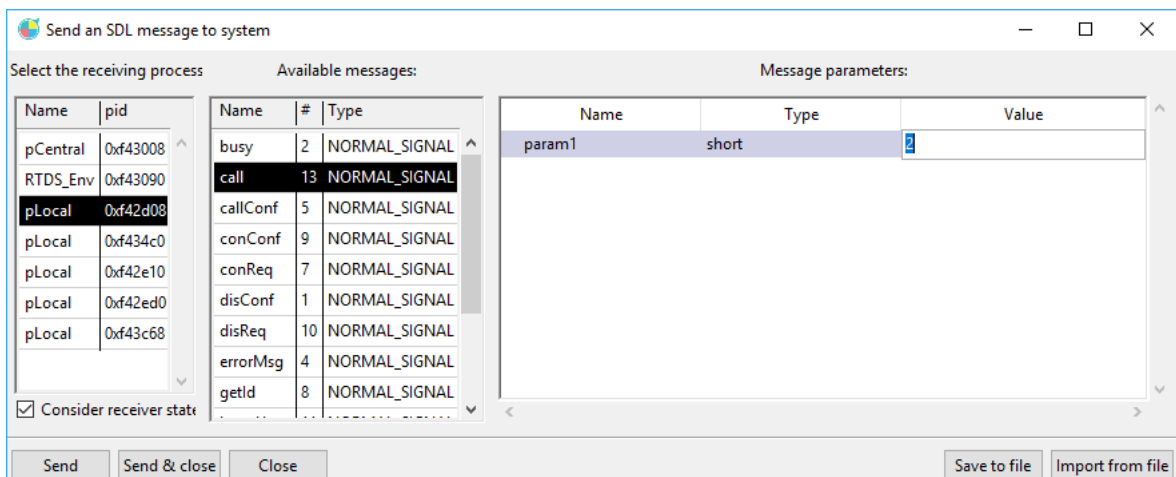 Send an SDL message to system
Select the receiving process Available messages: Message parameters:
Name pid Name # Type Name Type Value
pCentral 0xf43008 busy 2 NORMAL_SIGNAL param1 short 2
RTDS_Env 0xf43090 call 13 NORMAL_SIGNAL
pLocal 0xf42d08 callConf 5 NORMAL_SIGNAL
pLocal 0xf434c0 conConf 9 NORMAL_SIGNAL
pLocal 0xf42e10 conReq 7 NORMAL_SIGNAL
pLocal 0xf42ed0 disConf 1 NORMAL_SIGNAL
pLocal 0xf43c68 disReq 10 NORMAL_SIGNAL
errorMsg 4 NORMAL_SIGNAL
getId 8 NORMAL_SIGNAL
Consider receiver state
Send Send & close Close Save to file Import from file